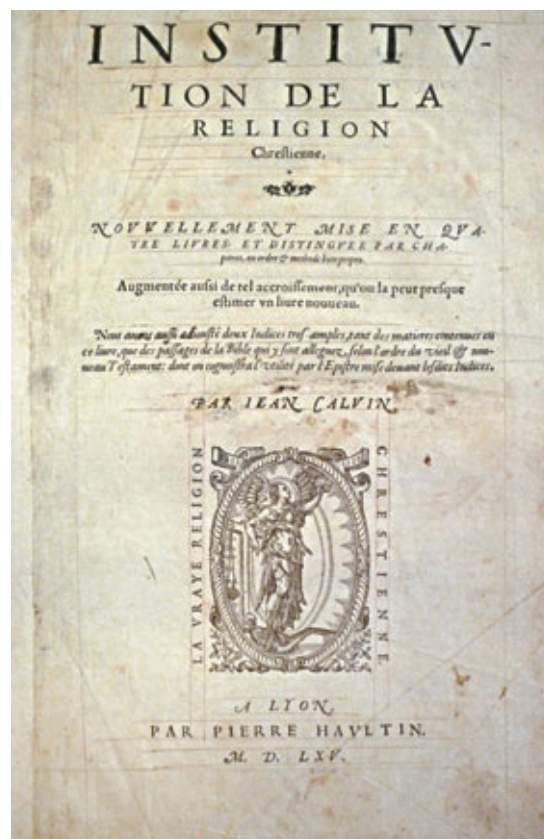 INSTITV-
TION DE LA
RELIGION
Chrestienne.
NOVVELLEMENT MISE EN QVA-
TRE LIVRES: ET DISTINGVEE PAR CHA-
pitres, en ordre & methode bien propre.
Augmentée aussi de tel accroissement, qu'on la peut presque
estimer vn liure nouueau.
Nous auons aussi adiousté deux Indices tres-amples, tant des matieres contenues en
ce liure, que des passages de la Bible qui y sont alleguez, selon l'ordre du vieil & nou-
ueau Testament: dont on cognoistra l'vtilité par l'Epistre mise deuant lesdits Indices.
PAR IEAN CALVIN
LA VRAYE RELIGION
CHRESTIENNE
A LYON,
PAR PIERRE HAVLTIN.
M. D. LXV.